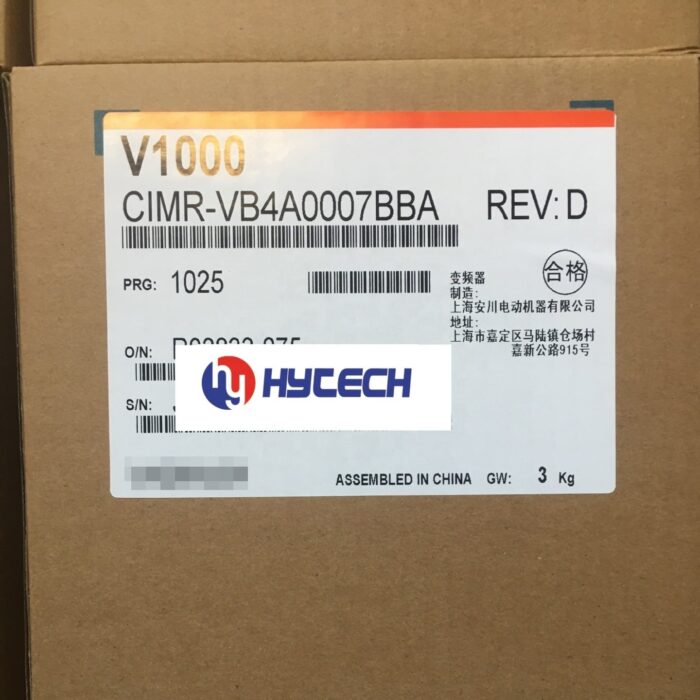 V1000
CIMR-VB4A0007BBA REV: D
PRG: 1025
变频器
合格
制造:
上海安川电动机器有限公司
地址:
上海市嘉定区马陆镇仓场村
嘉新公路915号
O/N:
HYTECH
S/N:
ASSEMBLED IN CHINA GW: 3 Kg